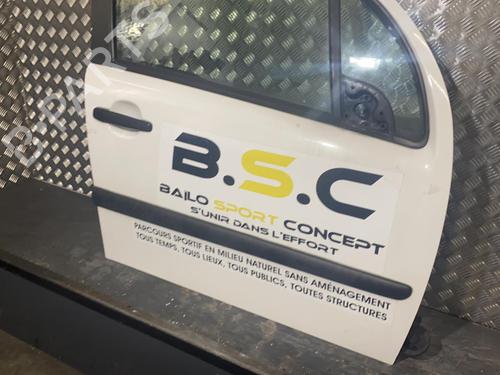 B-PARTS
B.S.C
BAILO SPORT CONCEPT
S'UNIR DANS L'EFFORT
PARCOURS SPORTIF EN MILIEU NATUREL SANS AMÉNAGEMENT
TOUS TEMPS, TOUS LIEUX, TOUS PUBLICS, TOUTES STRUCTURES